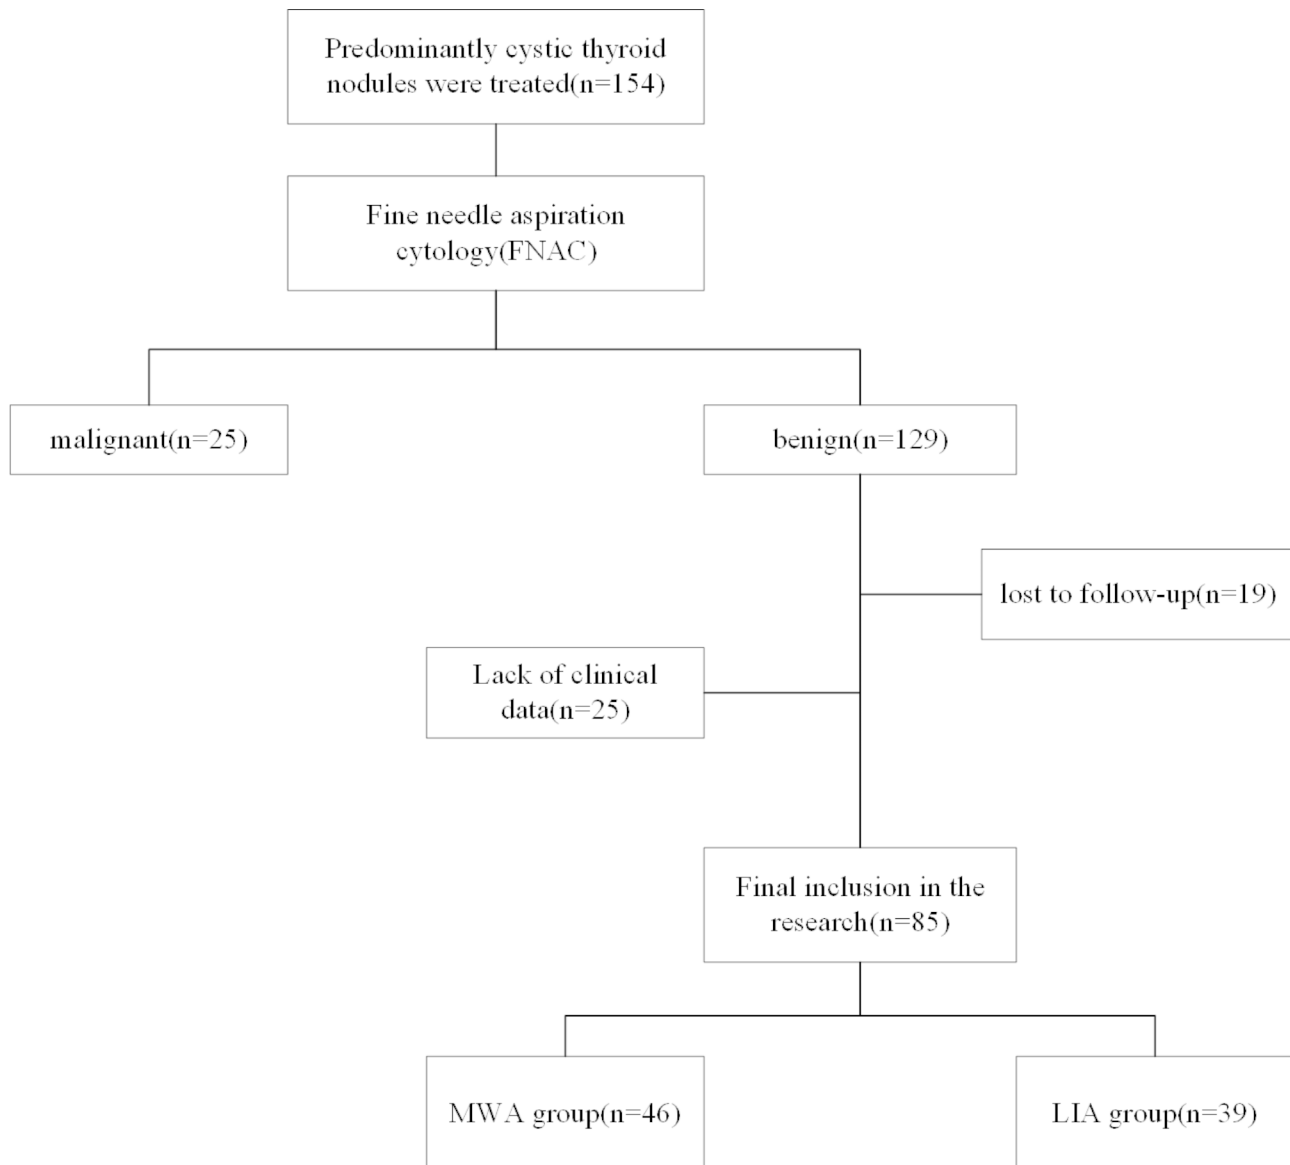 Predominantly cystic thyroid
nodules were treated(n=154)
Fine needle aspiration
cytology(FNAC)
malignant(n=25)
benign(n=129)
lost to follow-up(n=19)
Lack of clinical
data(n=25)
Final inclusion in the
research(n=85)
MWA group(n=46)
LIA group(n=39)